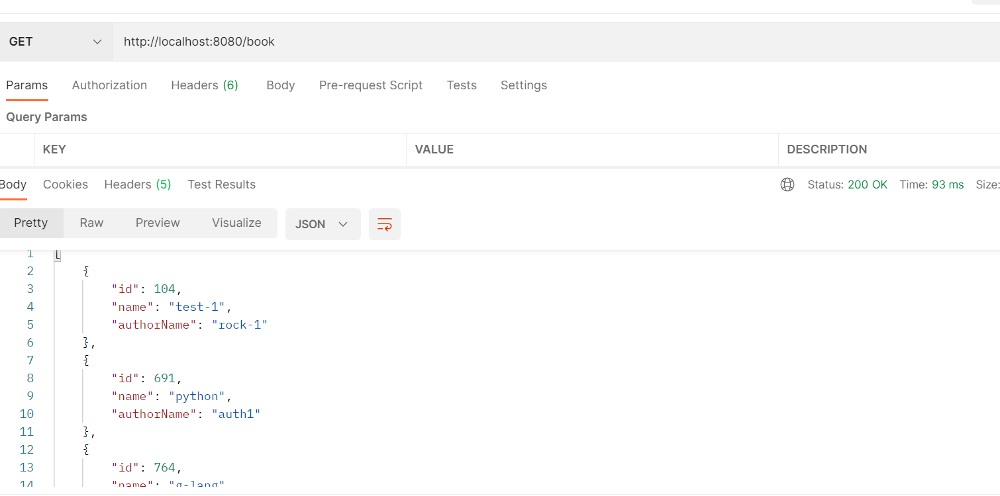 GET http://localhost:8080/book
Params Authorization Headers (6) Body Pre-request Script Tests Settings
Query Params
KEY VALUE DESCRIPTION
Body Cookies Headers (5) Test Results Status: 200 OK Time: 93 ms Size:
Pretty Raw Preview Visualize JSON
1 [
2 {
3 "id": 104,
4 "name": "test-1",
5 "authorName": "rock-1"
6 },
7 {
8 "id": 691,
9 "name": "python",
10 "authorName": "auth1"
11 },
12 {
13 "id": 764,
14 "name": "g-lang"